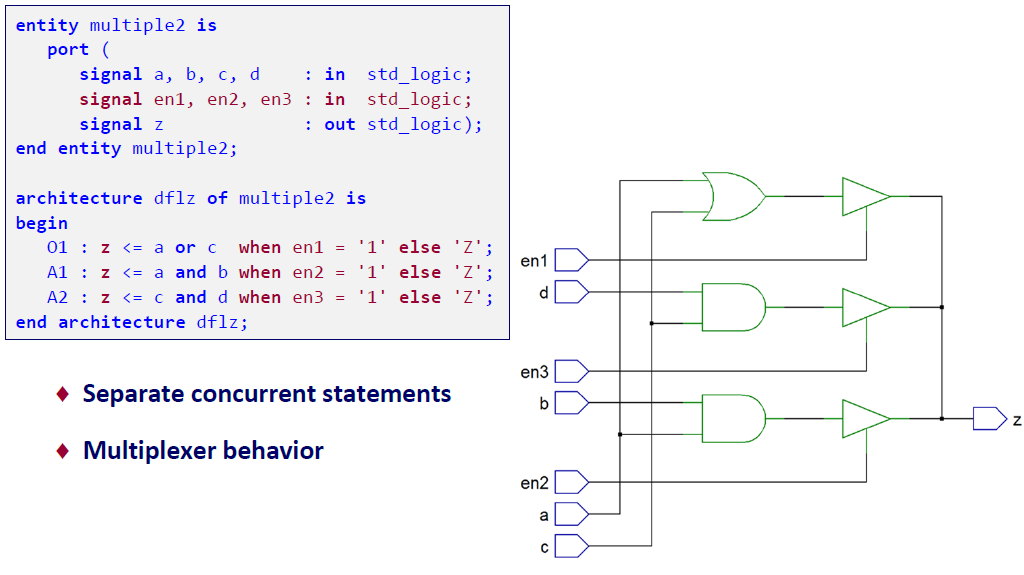 entity multiple2 is
port (
signal a, b, c, d : in std_logic;
signal en1, en2, en3 : in std_logic;
signal z : out std_logic);
end entity multiple2;
architecture dflz of multiple2 is
begin
O1 : z <= a or c when en1 = '1' else 'Z';
A1 : z <= a and b when en2 = '1' else 'Z';
A2 : z <= c and d when en3 = '1' else 'Z';
end architecture dflz;
♦ Separate concurrent statements
♦ Multiplexer behavior
en1
d
en3
b
z
en2
a
c